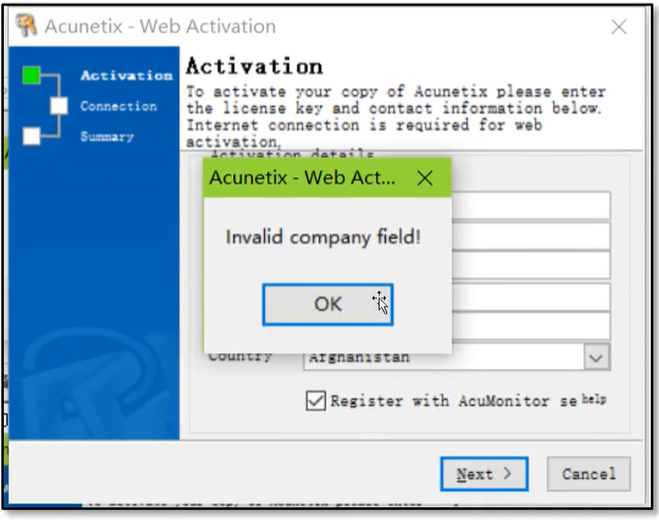 Acunetix - Web Activation
Activation
Connection
Summary
Activation
To activate your copy of Acunetix please enter
the license key and contact information below.
Internet connection is required for web
activation.
Activation details
Acunetix - Web Act...
Invalid company field!
OK
Country
Afghanistan
Register with AcuMonitor se
help
Next >
Cancel